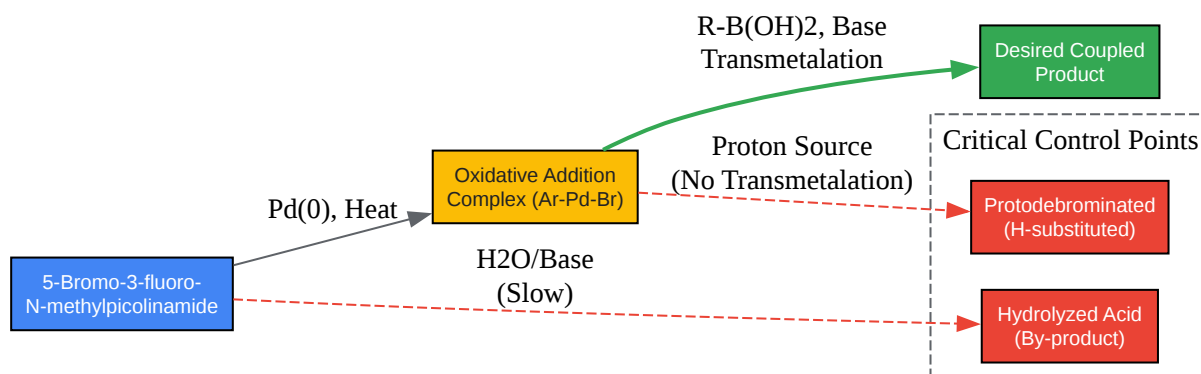 R-B(OH)2, Base
Transmetalation
Desired Coupled
Product
Critical Control Points
Proton Source
(No Transmetalation)
Oxidative Addition
Complex (Ar-Pd-Br)
Protodebrominated
(H-substituted)
Pd(0), Heat
H2O/Base
(Slow)
5-Bromo-3-fluoro-
N-methylpicolinamide
Hydrolyzed Acid
(By-product)